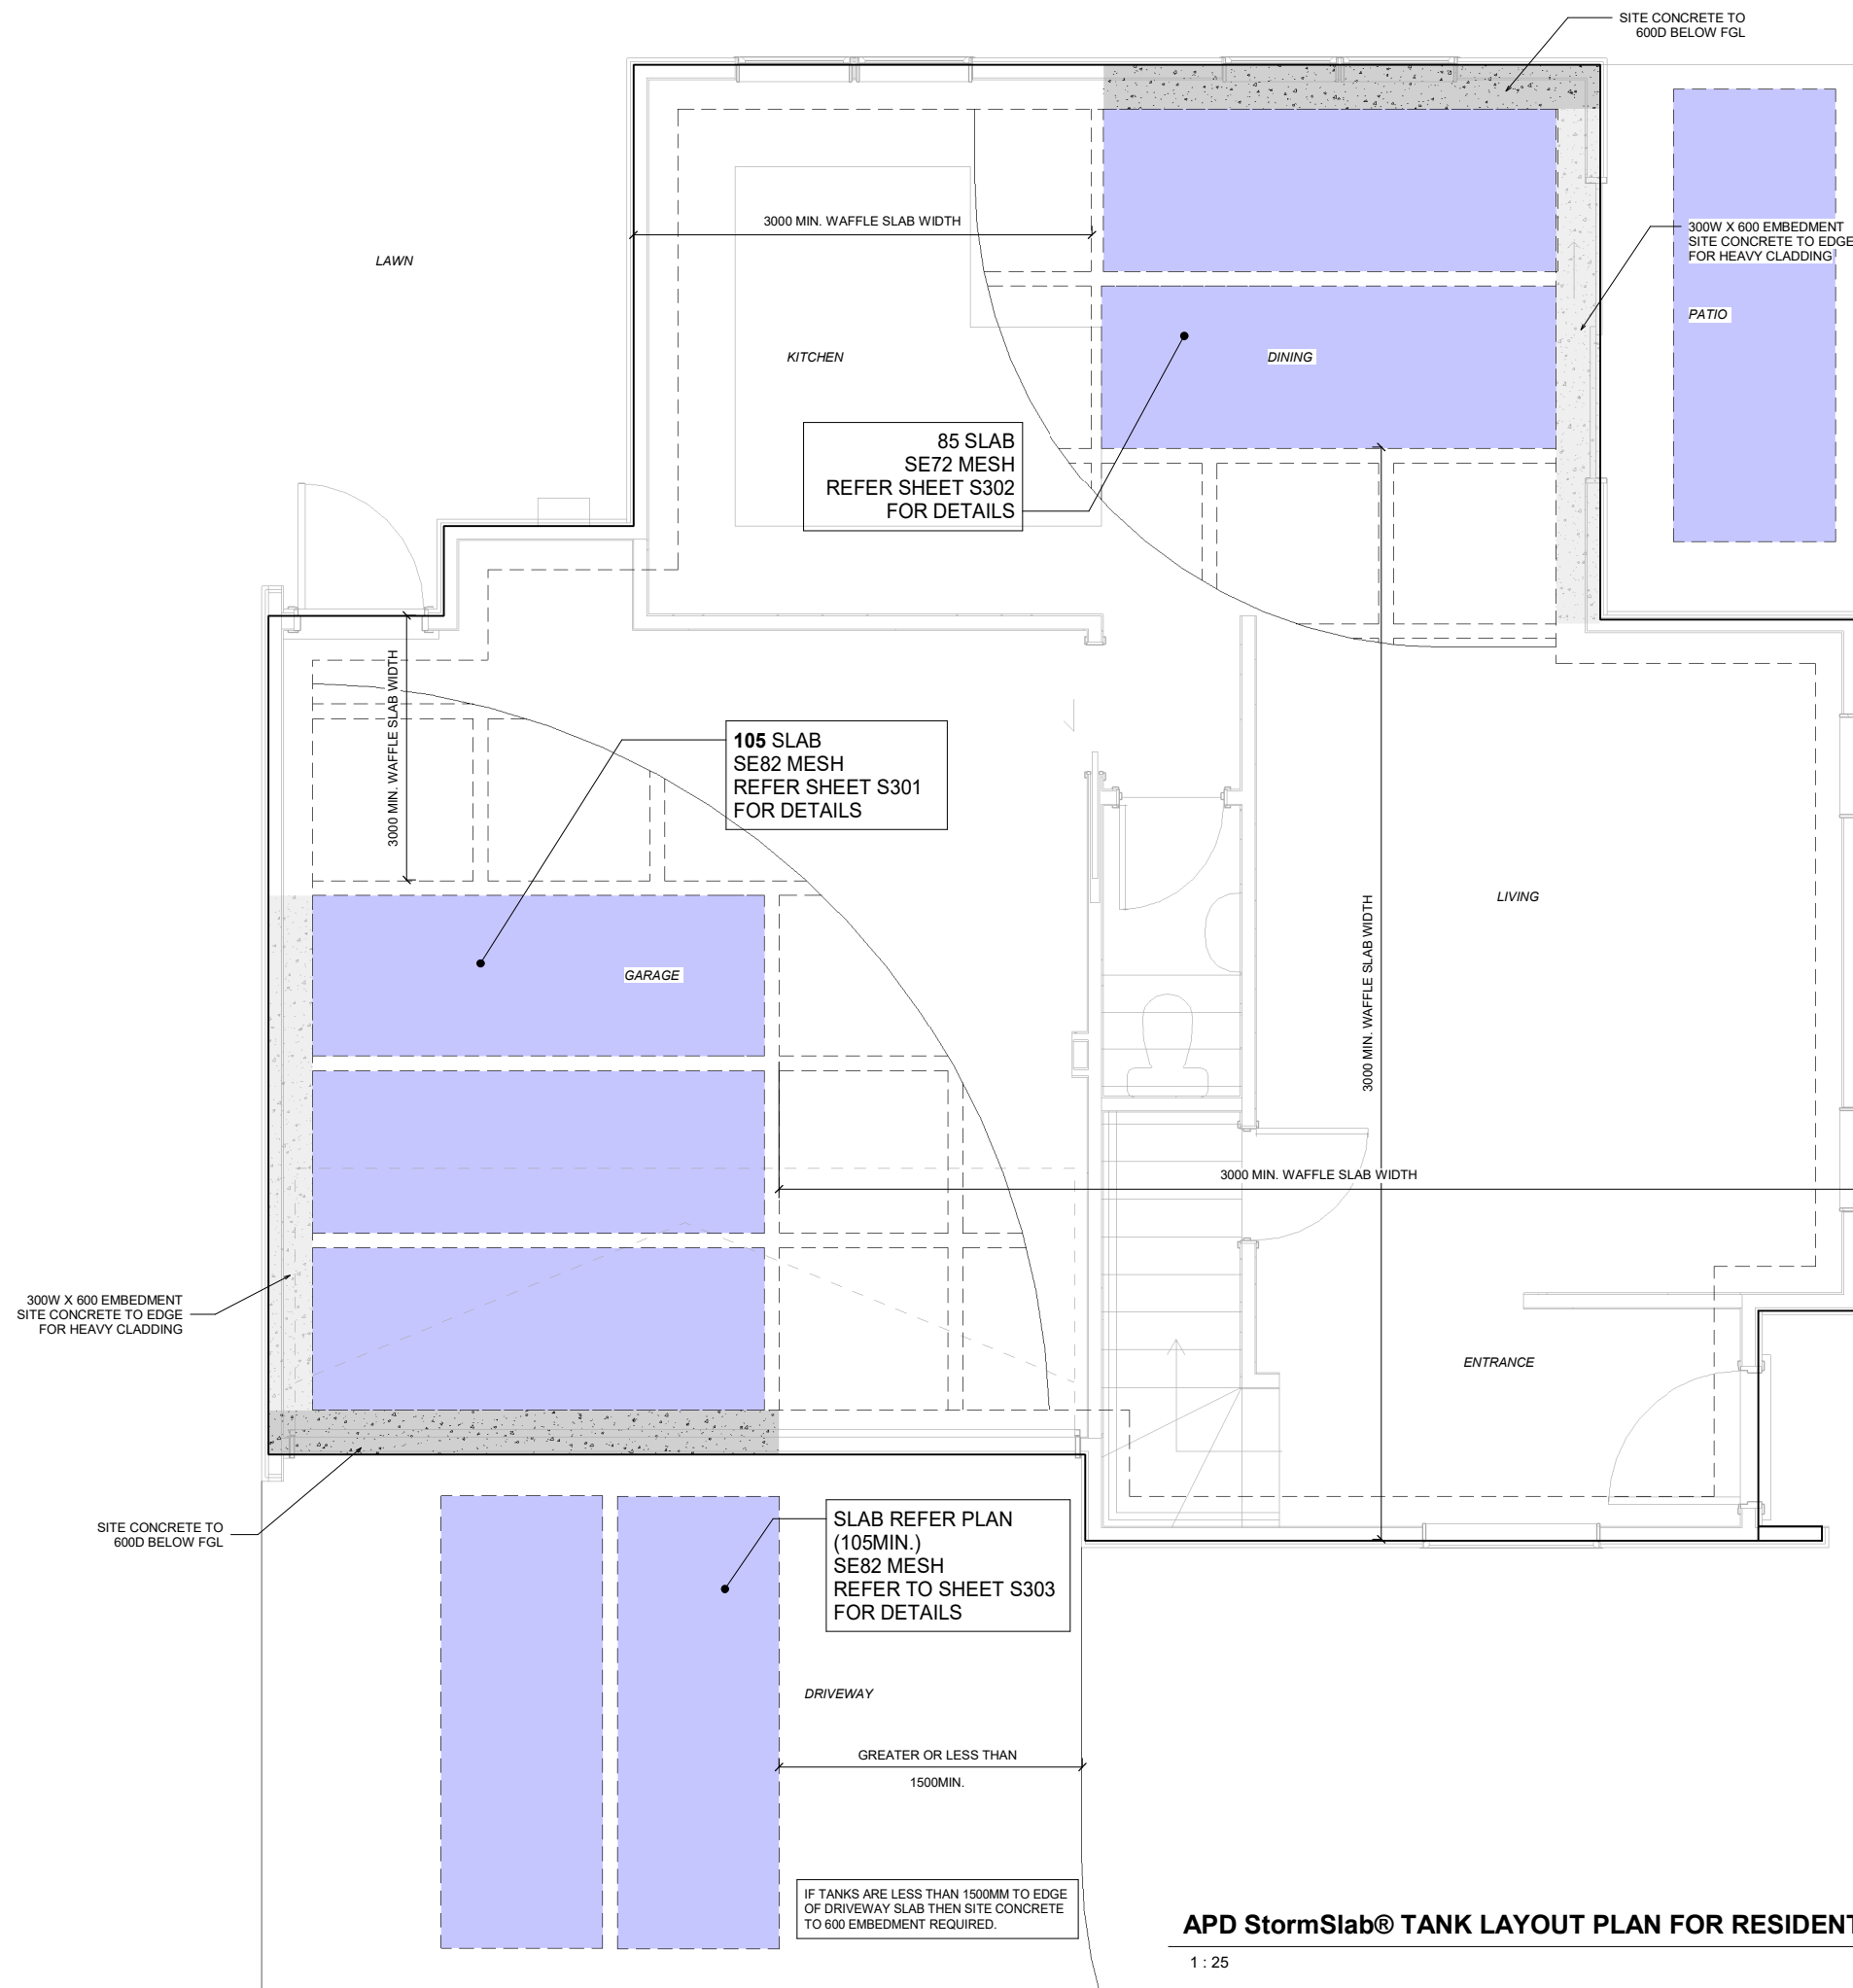 SITE CONCRETE TO
600D BELOW FGL
3000 MIN. WAFFLE SLAB WIDTH
300W X 600 EMBEDMENT
SITE CONCRETE TO EDGE
FOR HEAVY CLADDING
LAWN
PATIO
KITCHEN
DINING
85 SLAB
SE72 MESH
REFER SHEET S302
FOR DETAILS
3000 MIN. WAFFLE SLAB WIDTH
105 SLAB
SE82 MESH
REFER SHEET S301
FOR DETAILS
LIVING
GARAGE
3000 MIN. WAFFLE SLAB WIDTH
3000 MIN. WAFFLE SLAB WIDTH
300W X 600 EMBEDMENT
SITE CONCRETE TO EDGE
FOR HEAVY CLADDING
ENTRANCE
SITE CONCRETE TO
600D BELOW FGL
SLAB REFER PLAN
(105MIN.)
SE82 MESH
REFER TO SHEET S303
FOR DETAILS
DRIVEWAY
GREATER OR LESS THAN
1500MIN.
IF TANKS ARE LESS THAN 1500MM TO EDGE
OF DRIVEWAY SLAB THEN SITE CONCRETE
TO 600 EMBEDMENT REQUIRED.
APD StormSlab® TANK LAYOUT PLAN FOR RESIDENT
1 : 25